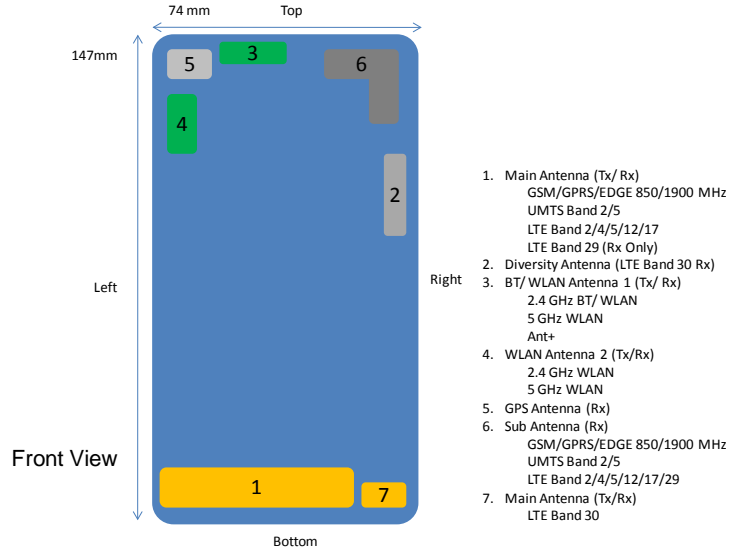 74 mm
Top
147mm
5
3
6
4
2
Left
Right
Front View
1
7
Bottom
1. Main Antenna (Tx/ Rx)
GSM/GPRS/EDGE 850/1900 MHz
UMTS Band 2/5
LTE Band 2/4/5/12/17
LTE Band 29 (Rx Only)
2. Diversity Antenna (LTE Band 30 Rx)
3. BT/ WLAN Antenna 1 (Tx/ Rx)
2.4 GHz BT/ WLAN
5 GHz WLAN
Ant+
4. WLAN Antenna 2 (Tx/Rx)
2.4 GHz WLAN
5 GHz WLAN
5. GPS Antenna (Rx)
6. Sub Antenna (Rx)
GSM/GPRS/EDGE 850/1900 MHz
UMTS Band 2/5
LTE Band 2/4/5/12/17/29
7. Main Antenna (Tx/Rx)
LTE Band 30